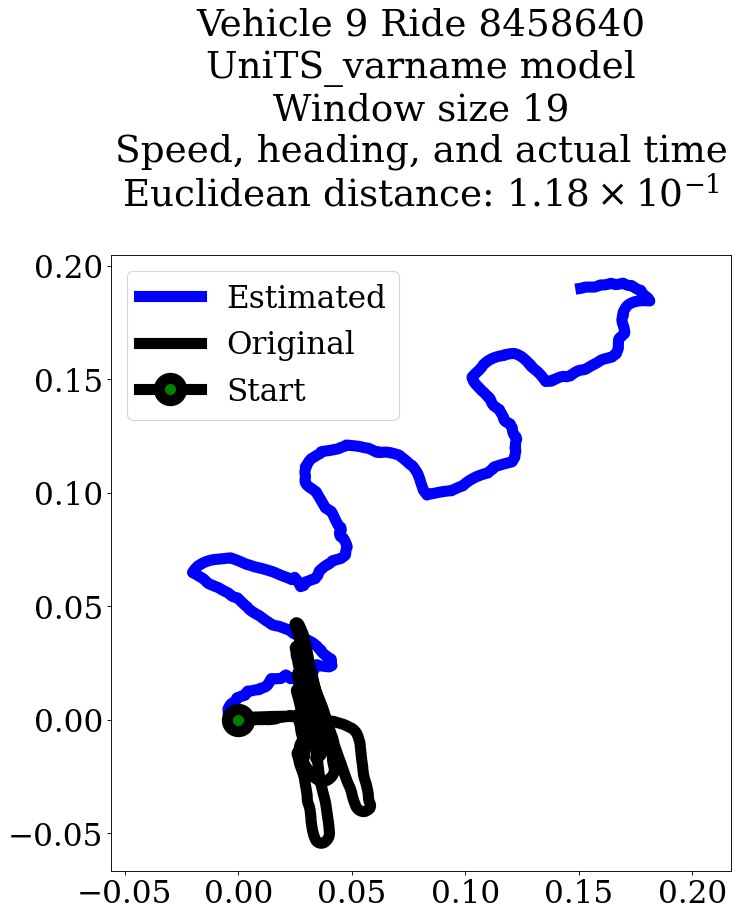 Vehicle 9 Ride 8458640
UniTS_varname model
Window size 19
Speed, heading, and actual time
Euclidean distance: 1.18 × 10⁻¹
0.20
0.15
0.10
0.05
0.00
−0.05
Estimated
Original
Start
−0.05 0.00 0.05 0.10 0.15 0.20